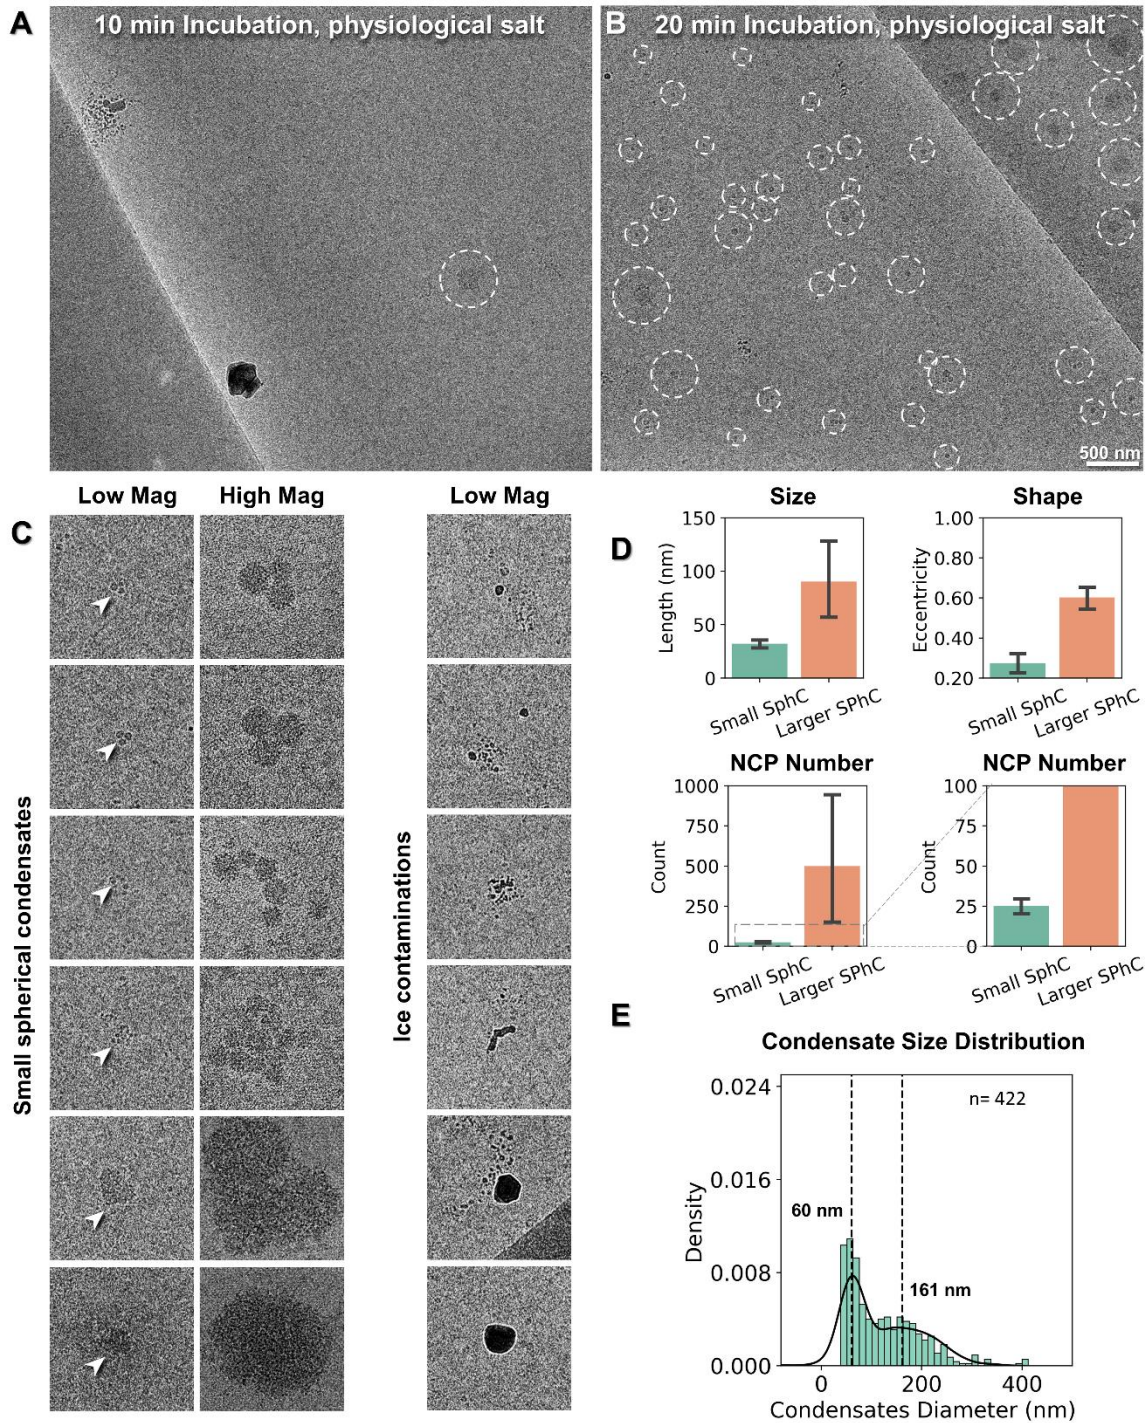 A
10 min Incubation, physiological salt
B
20 min Incubation, physiological salt
500 nm
Low Mag
High Mag
Low Mag
C
Small spherical condensates
Ice contaminations
D
Size
150
100
50
0
Length (nm)
Small SphC
Larger SPhC
Shape
1.00
0.80
0.60
0.40
0.20
Eccentricity
Small SphC
Larger SPhC
NCP Number
1000
750
500
250
0
Count
Small SphC
Larger SPhC
NCP Number
100
75
50
25
0
Count
Small SphC
Larger SPhC
E
Condensate Size Distribution
0.024
0.016
0.008
0.000
Density
n= 422
60 nm
161 nm
0
200
400
Condensates Diameter (nm)